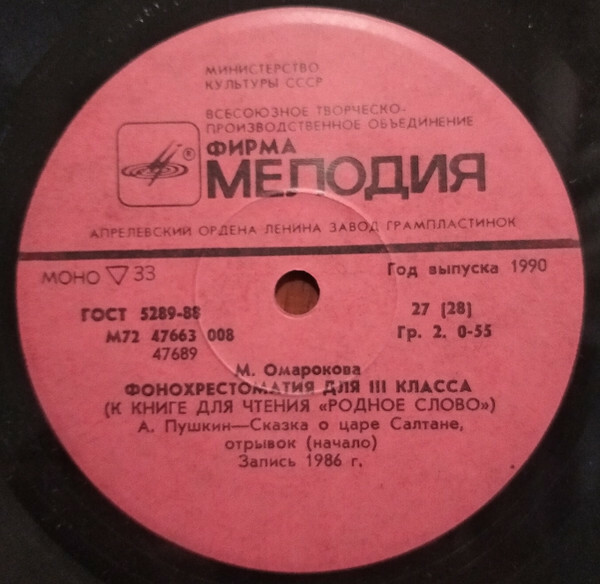 МИНИСТЕРСТВО
КУЛЬТУРЫ СССР
ВСЕСОЮЗНОЕ ТВОРЧЕСКО-
ПРОИЗВОДСТВЕННОЕ ОБЪЕДИНЕНИЕ
®
ФИРМА
МЕЛОДИЯ
АПРЕЛЕВСКИЙ ОРДЕНА ЛЕНИНА ЗАВОД ГРАМПЛАСТИНОК
МОНО ▽ 33
Год выпуска 1990
ГОСТ 5289-88
27 [28]
М72 47663 008
Гр. 2. 0-55
47689
М. Омарокова
ФОНОХРЕСТОМАТИЯ ДЛЯ III КЛАССА
(К КНИГЕ ДЛЯ ЧТЕНИЯ «РОДНОЕ СЛОВО»)
А. Пушкин—Сказка о царе Салтане,
отрывок (начало)
Запись 1986 г.